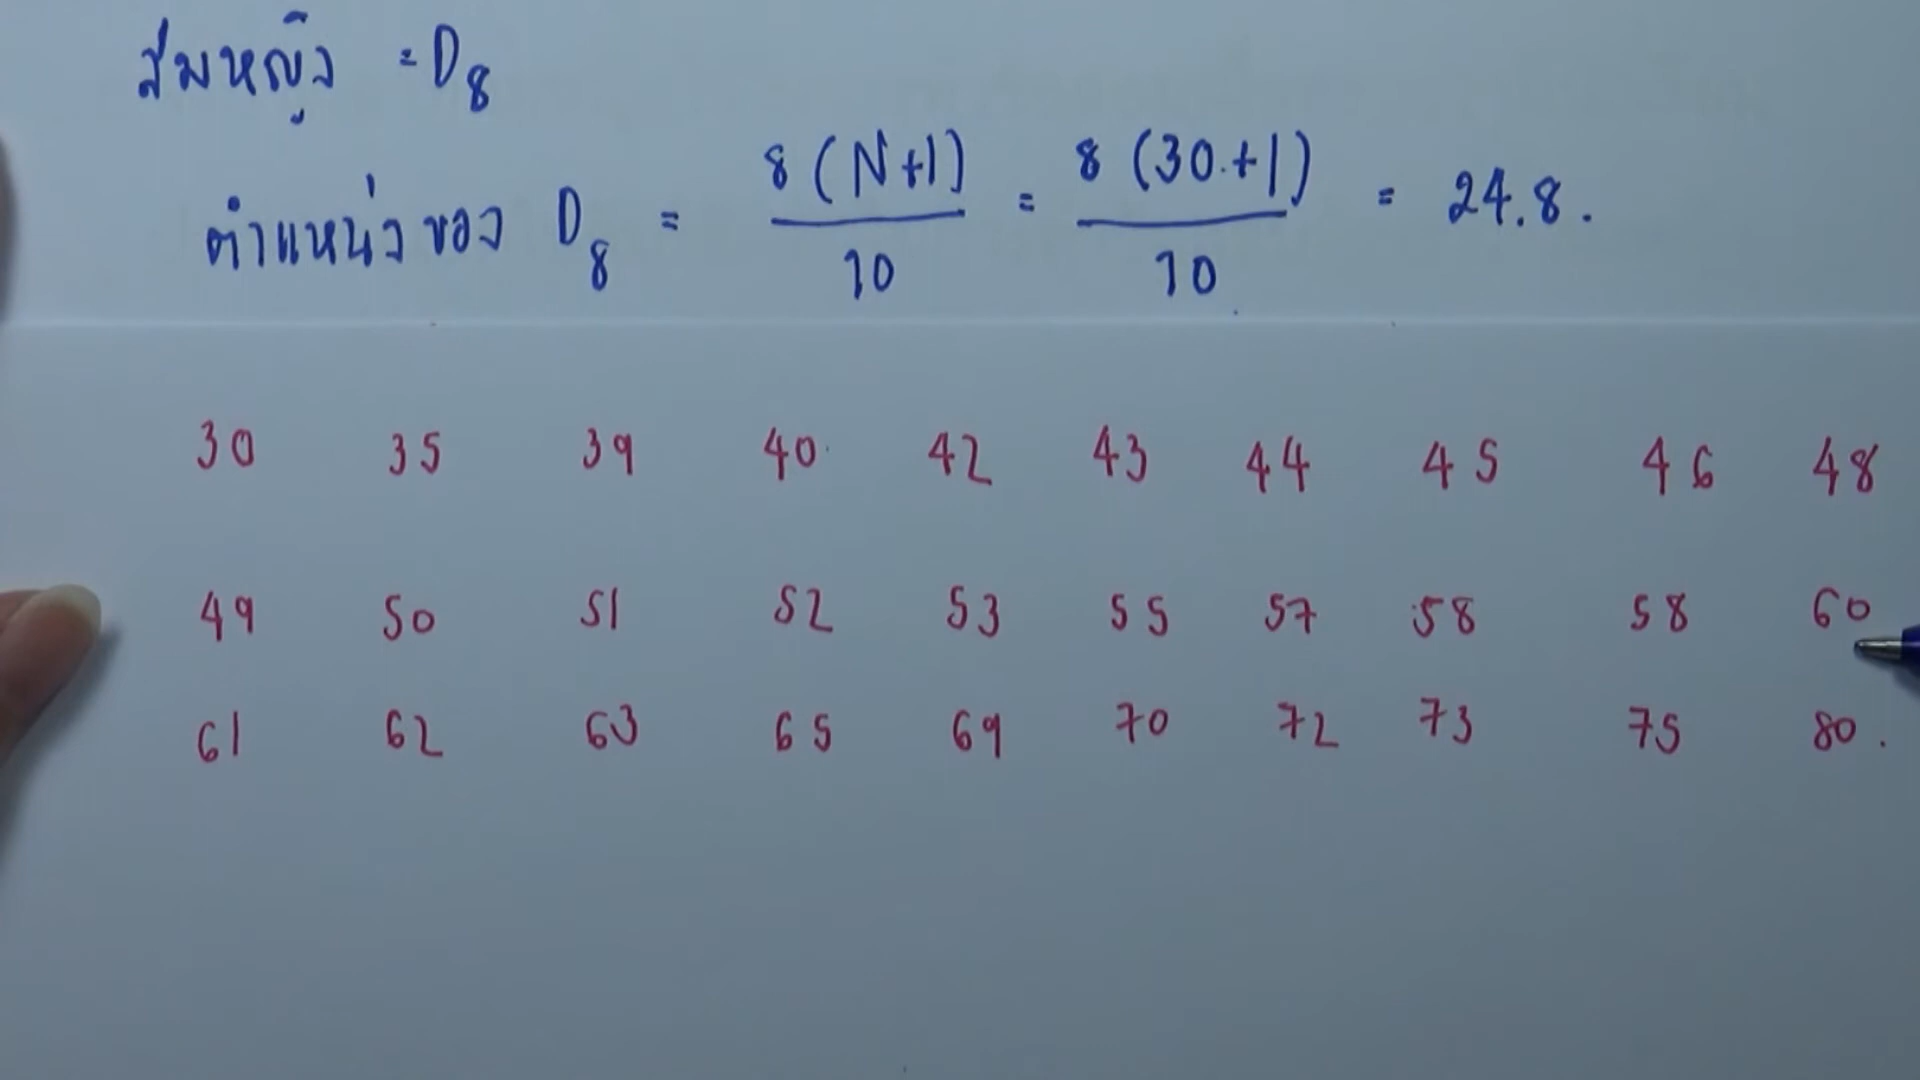 สมหญิง = D8
ตำแหน่งของ D8 = 8(N+1)/10 = 8(30+1)/10 = 24.8.
30 35 39 40 42 43 44 45 46 48
49 50 51 52 53 55 57 58 58 60
61 62 63 65 69 70 72 73 75 80.